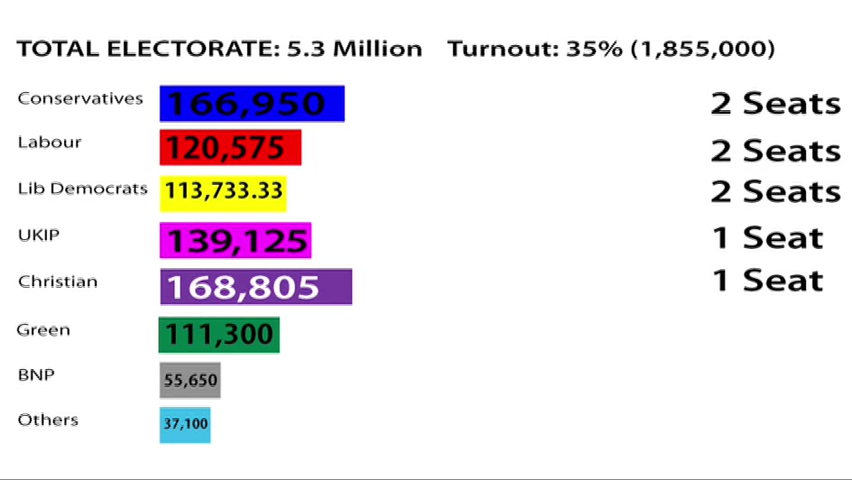 TOTAL ELECTORATE: 5.3 Million Turnout: 35% (1,855,000)
Conservatives 166,950 2 Seats
Labour 120,575 2 Seats
Lib Democrats 113,733.33 2 Seats
UKIP 139,125 1 Seat
Christian 168,805 1 Seat
Green 111,300
BNP 55,650
Others 37,100